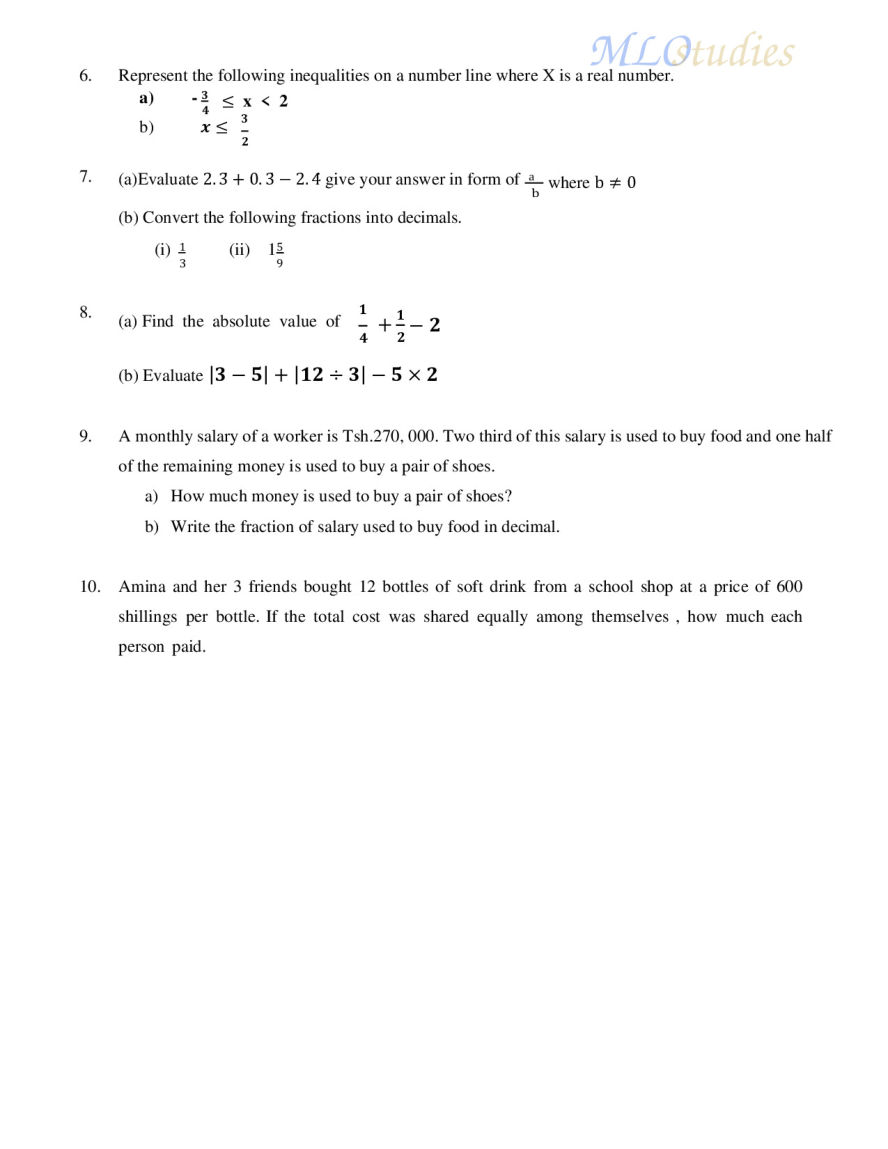 MLOstudies
6. Represent the following inequalities on a number line where X is a real number.
a) -3/4 ≤ x < 2
b) x ≤ 3/2
7. (a)Evaluate 2.3 + 0.3 − 2.4 give your answer in form of a/b where b ≠ 0
(b) Convert the following fractions into decimals.
(i) 1/3 (ii) 1 5/9
8. (a) Find the absolute value of 1/4 + 1/2 − 2
(b) Evaluate |3 − 5| + |12 ÷ 3| − 5 × 2
9. A monthly salary of a worker is Tsh.270, 000. Two third of this salary is used to buy food and one half
of the remaining money is used to buy a pair of shoes.
a) How much money is used to buy a pair of shoes?
b) Write the fraction of salary used to buy food in decimal.
10. Amina and her 3 friends bought 12 bottles of soft drink from a school shop at a price of 600
shillings per bottle. If the total cost was shared equally among themselves , how much each
person paid.